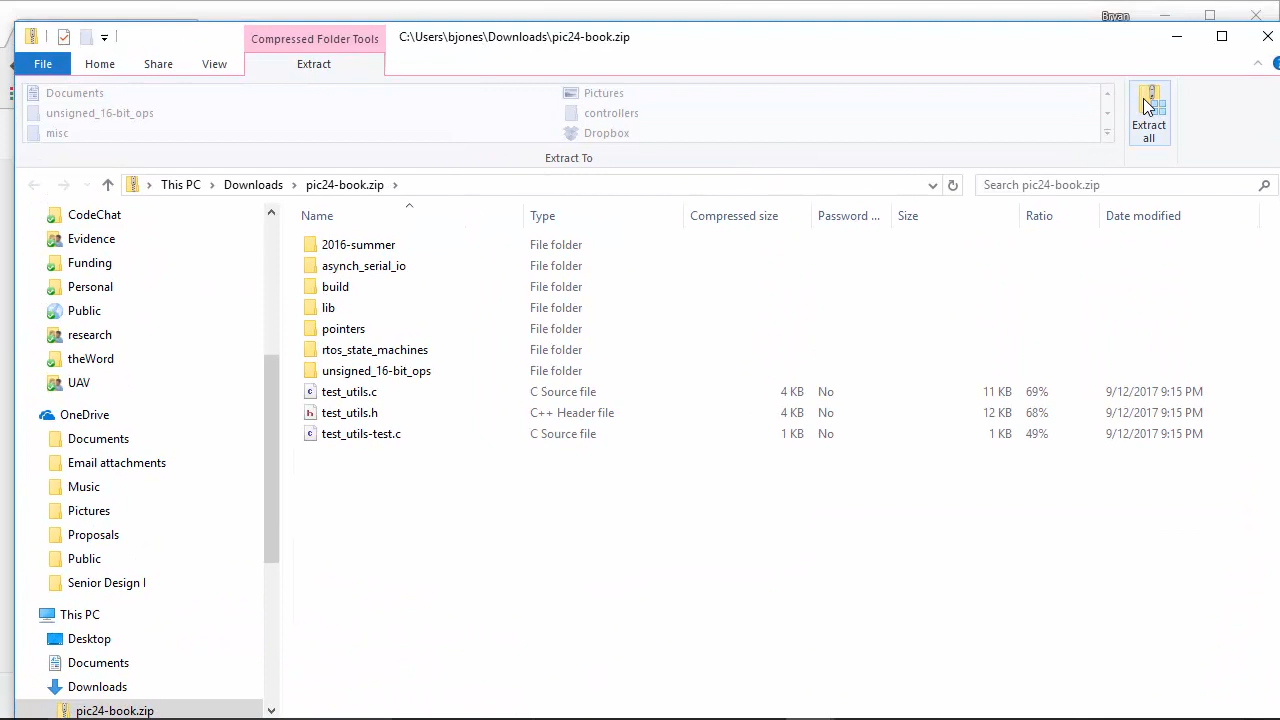 Bryan
Compressed Folder Tools
C:\Users\bjones\Downloads\pic24-book.zip
File
Home
Share
View
Extract
Documents
Pictures
unsigned_16-bit_ops
controllers
misc
Dropbox
Extract
all
Extract To
This PC
Downloads
pic24-book.zip
Search pic24-book.zip
Name
Type
Compressed size
Password ...
Size
Ratio
Date modified
CodeChat
Evidence
Funding
Personal
Public
research
theWord
UAV
OneDrive
Documents
Email attachments
Music
Pictures
Proposals
Public
Senior Design I
This PC
Desktop
Documents
Downloads
pic24-book.zip
2016-summer File folder
asynch_serial_io File folder
build File folder
lib File folder
pointers File folder
rtos_state_machines File folder
unsigned_16-bit_ops File folder
test_utils.c C Source file 4 KB No 11 KB 69% 9/12/2017 9:15 PM
test_utils.h C++ Header file 4 KB No 12 KB 68% 9/12/2017 9:15 PM
test_utils-test.c C Source file 1 KB No 1 KB 49% 9/12/2017 9:15 PM